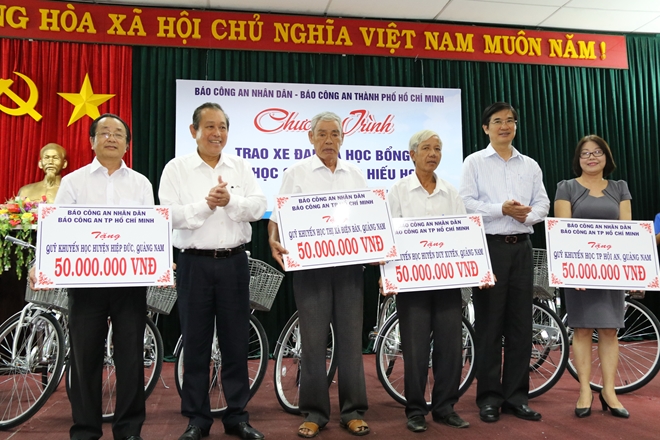 NG HÒA XÃ HỘI CHỦ NGHĨA VIỆT NAM MUÔN NĂM!
BÁO CÔNG AN NHÂN DÂN - BÁO CÔNG AN THÀNH PHỐ HỒ CHÍ MINH
Trình
TRAO XE ĐẠ HỌC BỔNG
HỌC HIẾU HỌ
BÁO CÔNG AN NHÂN DÂN
BÁO CÔNG AN TP HỒ CHÍ MINH
Tặng
QUỸ KHUYẾN HỌC HUYỆN HIỆP ĐỨC, QUẢNG NAM
50.000.000 VNĐ
BÁO CÔNG AN NHÂN DÂN
BÁO CÔNG AN TP HỒ CHÍ MINH
Tặng
QUỸ KHUYẾN HỌC THỊ XÃ ĐIỆN BÀN, QUẢNG NAM
50.000.000 VNĐ
BÁO CÔNG AN NHÂN DÂN
BÁO CÔNG AN TP HỒ CHÍ MINH
Tặng
KHUYẾN HỌC HUYỆN DUY XUYÊN, QUẢNG NAM
50.000.000 VNĐ
BÁO CÔNG AN NHÂN DÂN
BÁO CÔNG AN TP HỒ CHÍ MINH
Tặng
QUỸ KHUYẾN HỌC TP HỘI AN, QUẢNG NAM
50.000.000 VNĐ